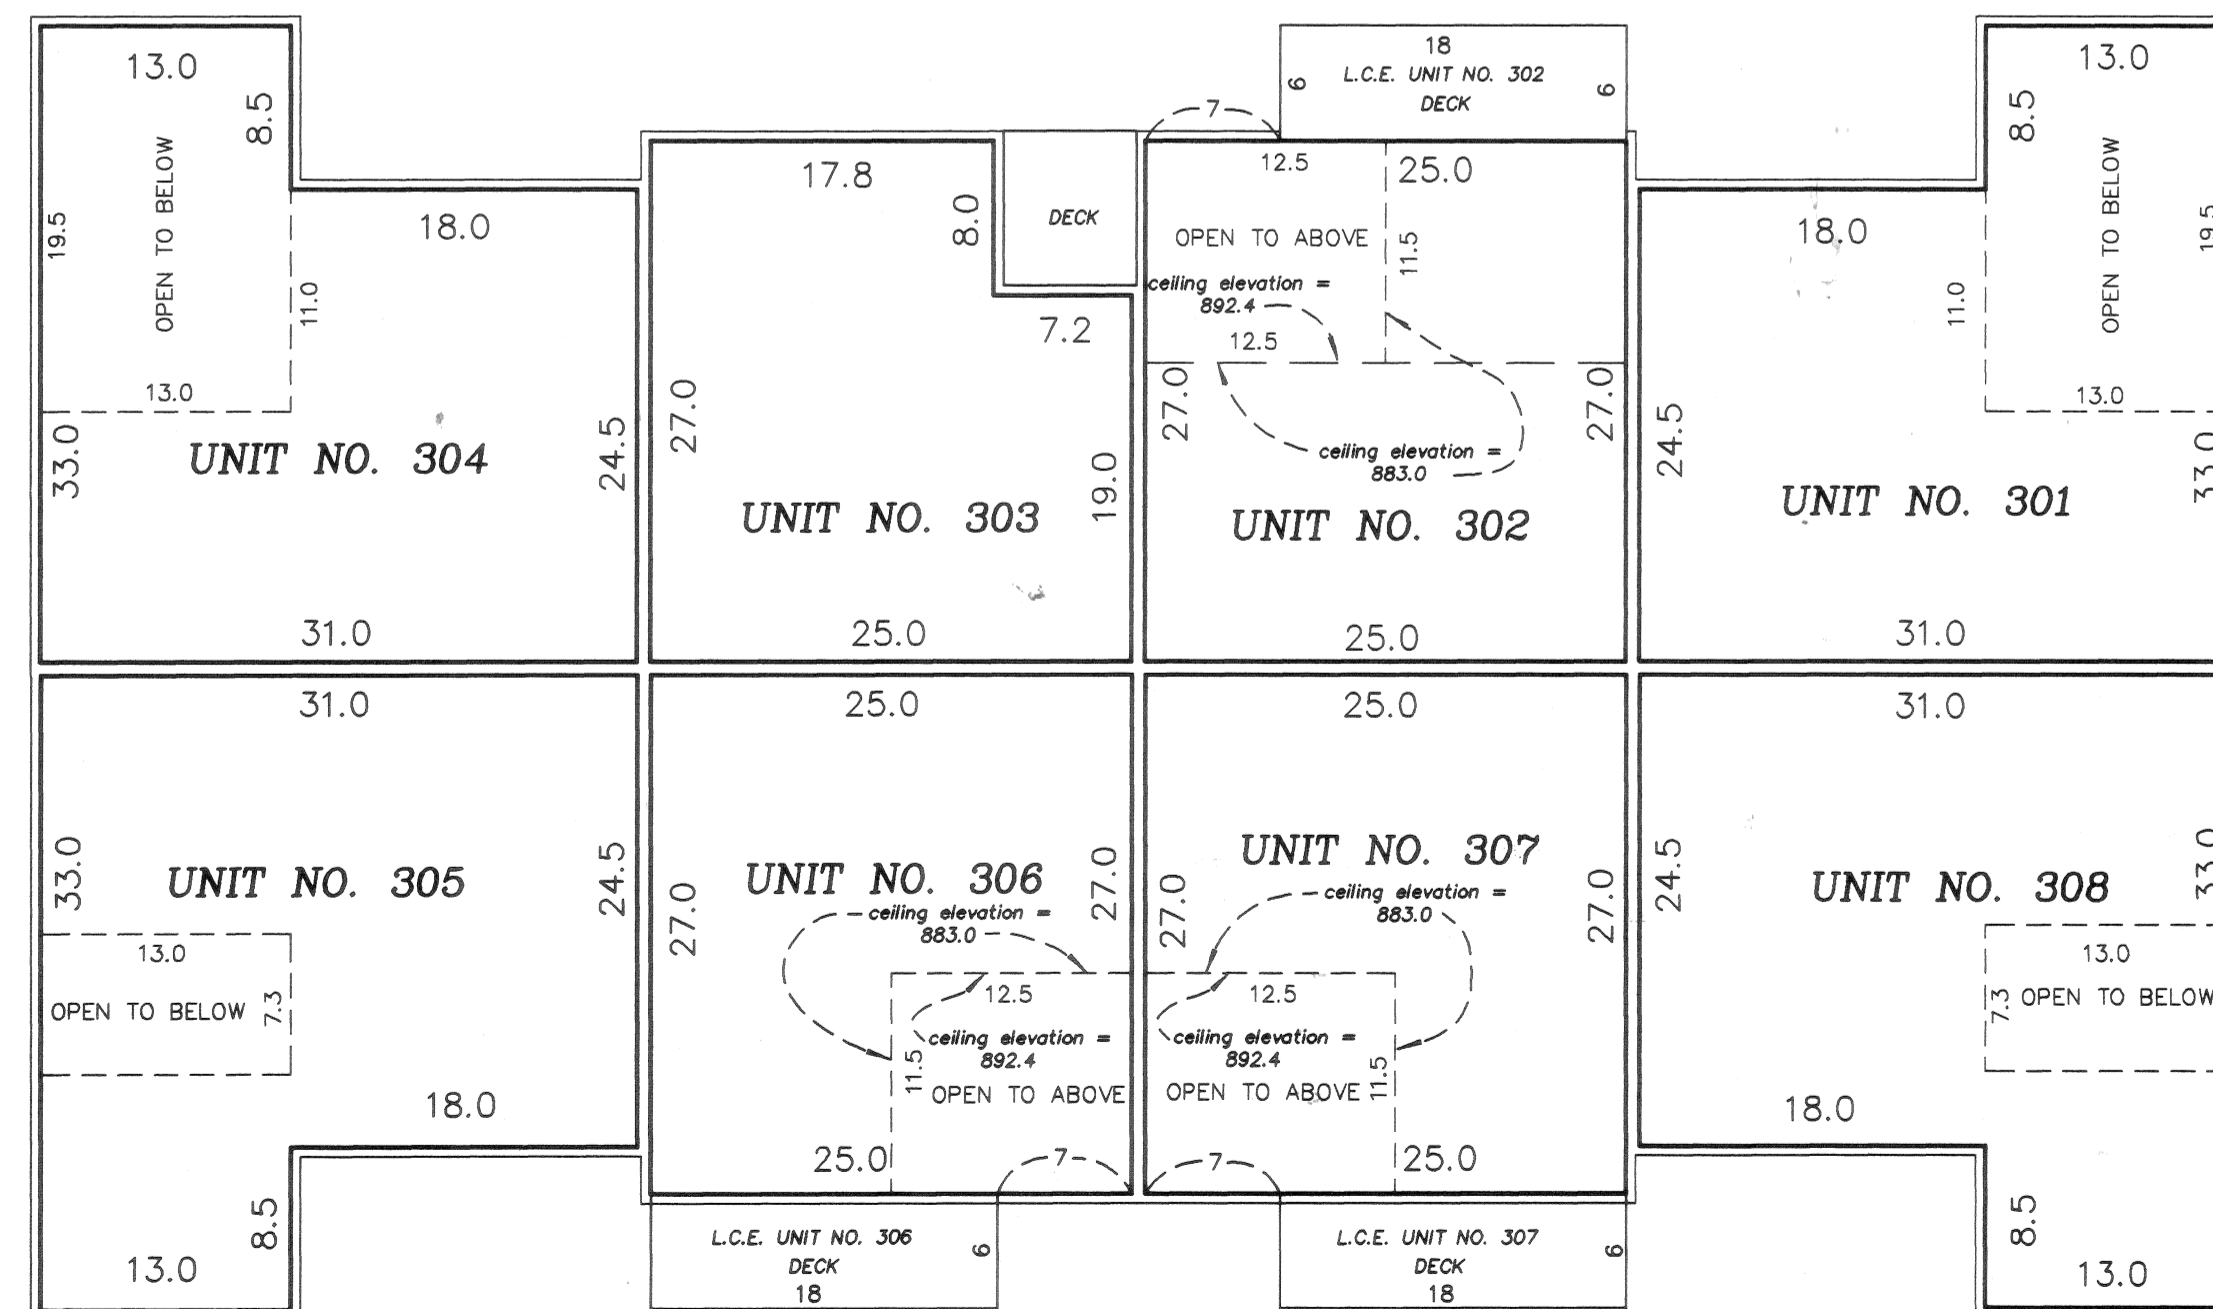 13.0
8.5
OPEN TO BELOW
19.5
11.0
13.0
18.0
33.0
24.5
UNIT NO. 304
31.0
17.8
8.0
DECK
7.2
27.0
19.0
UNIT NO. 303
25.0
18
L.C.E. UNIT NO. 302
DECK
6
6
7
12.5
25.0
OPEN TO ABOVE
11.5
ceiling elevation =
892.4
12.5
27.0
27.0
ceiling elevation =
883.0
UNIT NO. 302
25.0
13.0
8.5
OPEN TO BELOW
19.5
18.0
11.0
13.0
24.5
33.0
UNIT NO. 301
31.0
31.0
33.0
24.5
UNIT NO. 305
13.0
OPEN TO BELOW
7.3
18.0
8.5
13.0
25.0
UNIT NO. 306
27.0
27.0
ceiling elevation =
883.0
12.5
ceiling elevation =
892.4
11.5
OPEN TO ABOVE
25.0
7
L.C.E. UNIT NO. 306
DECK
18
6
25.0
UNIT NO. 307
27.0
27.0
ceiling elevation =
883.0
12.5
ceiling elevation =
892.4
OPEN TO ABOVE
11.5
7
25.0
L.C.E. UNIT NO. 307
DECK
18
6
31.0
24.5
33.0
UNIT NO. 308
13.0
7.3
OPEN TO BELOW
18.0
8.5
13.0